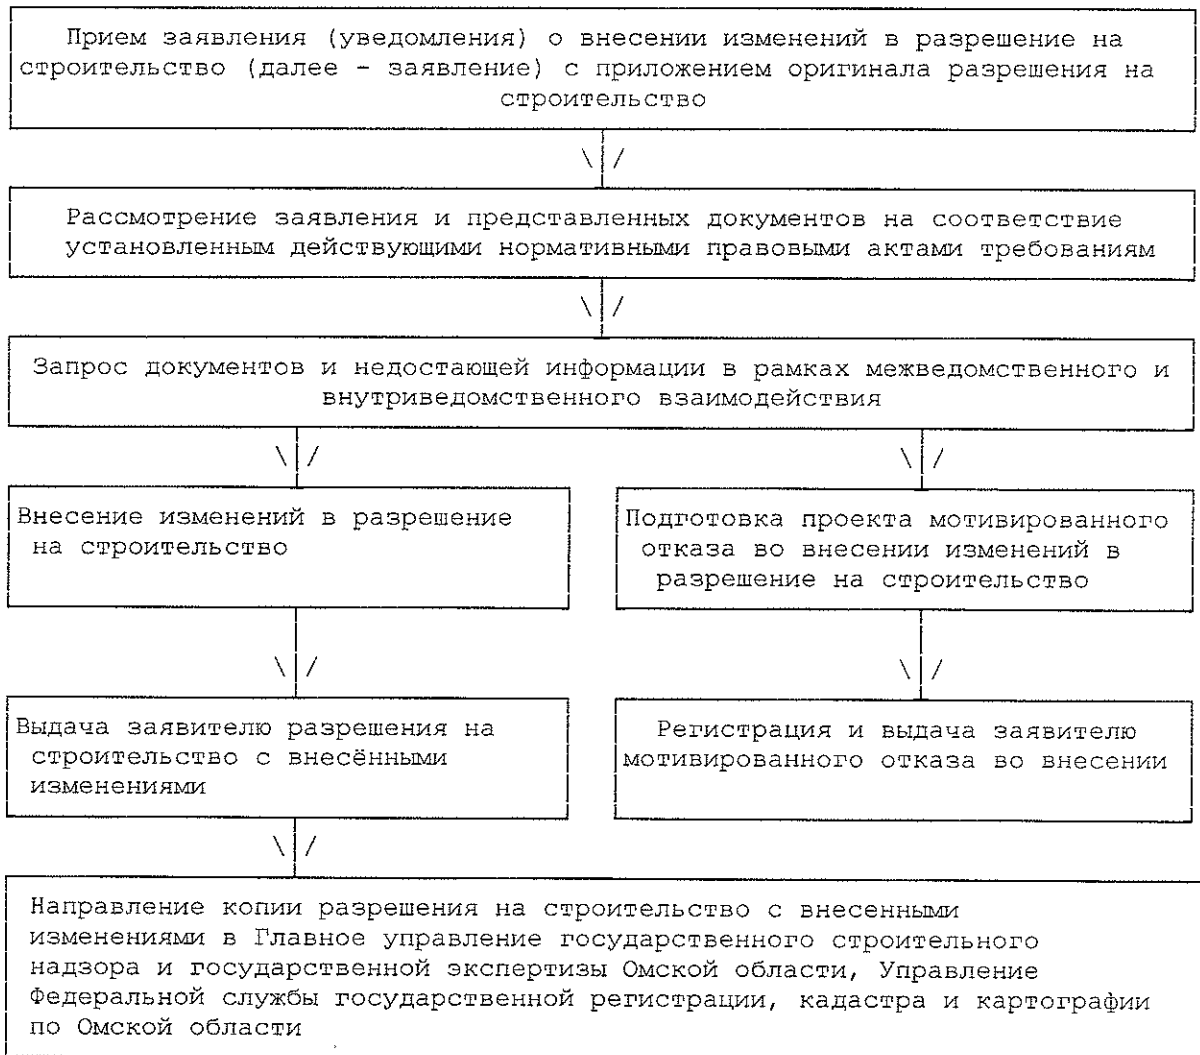 Прием заявления (уведомления) о внесении изменений в разрешение на
строительство (далее - заявление) с приложением оригинала разрешения на
строительство
Рассмотрение заявления и представленных документов на соответствие
установленным действующими нормативными правовыми актами требованиям
Запрос документов и недостающей информации в рамках межведомственного и
внутриведомственного взаимодействия
Внесение изменений в разрешение
на строительство
Подготовка проекта мотивированного
отказа во внесении изменений в
разрешение на строительство
Выдача заявителю разрешения на
строительство с внесёнными
изменениями
Регистрация и выдача заявителю
мотивированного отказа во внесении
Направление копии разрешения на строительство с внесенными
изменениями в Главное управление государственного строительного
надзора и государственной экспертизы Омской области, Управление
Федеральной службы государственной регистрации, кадастра и картографии
по Омской области